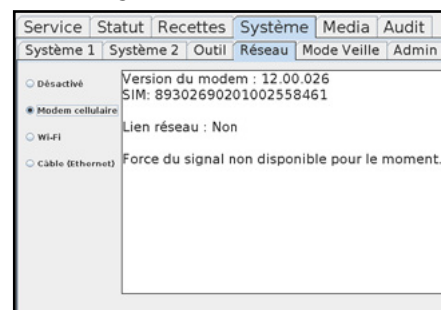 Service Statut Recettes Système Media Audit
Système 1 Système 2 Outil Réseau Mode Veille Admin
Désactivé
Modem cellulaire
Wi-Fi
Câble (Ethernet)
Version du modem : 12.00.026
SIM: 89302690201002558461
Lien réseau : Non
Force du signal non disponible pour le moment.